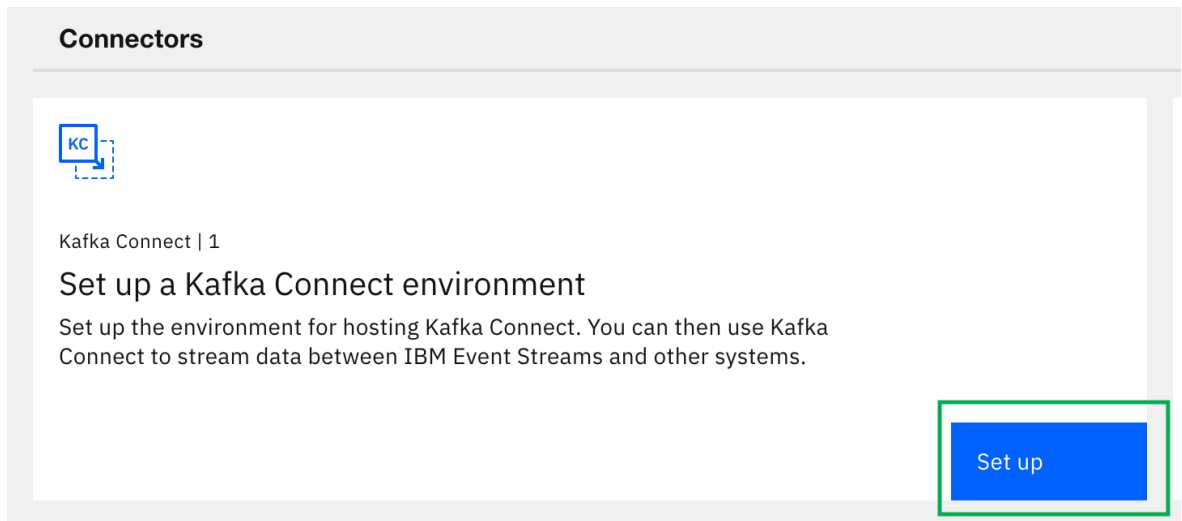 Connectors
KC
Kafka Connect | 1
Set up a Kafka Connect environment
Set up the environment for hosting Kafka Connect. You can then use Kafka
Connect to stream data between IBM Event Streams and other systems.
Set up